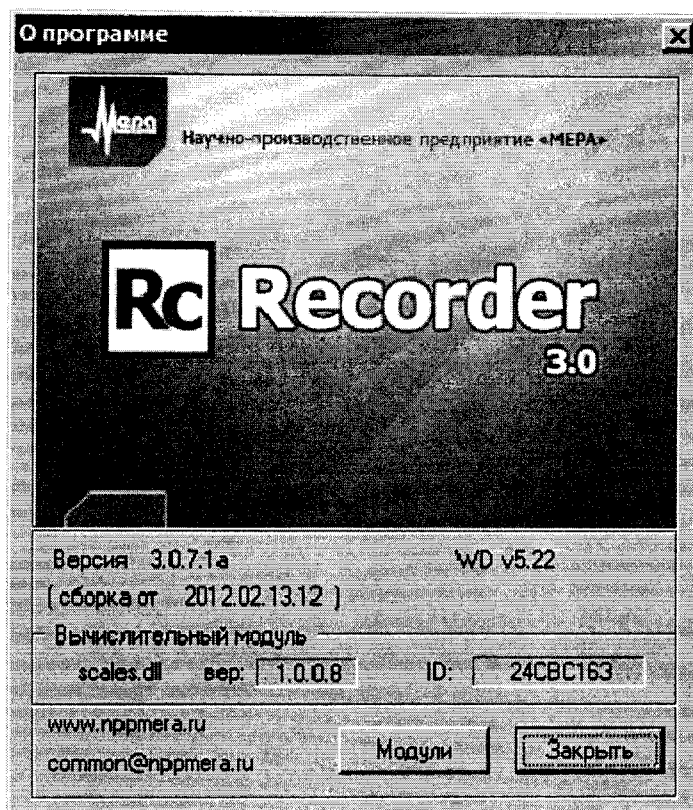 О программе
Мера
Научно-производственное предприятие «МЕРА»
Rc Recorder
3.0
Версия 3.0.7.1a WD v5.22
( сборка от 2012.02.13.12 )
Вычислительный модуль
scales.dll вер: 1.0.0.8 ID: 24CBC163
www.nppmera.ru
common@nppmera.ru
Модули Закрыть